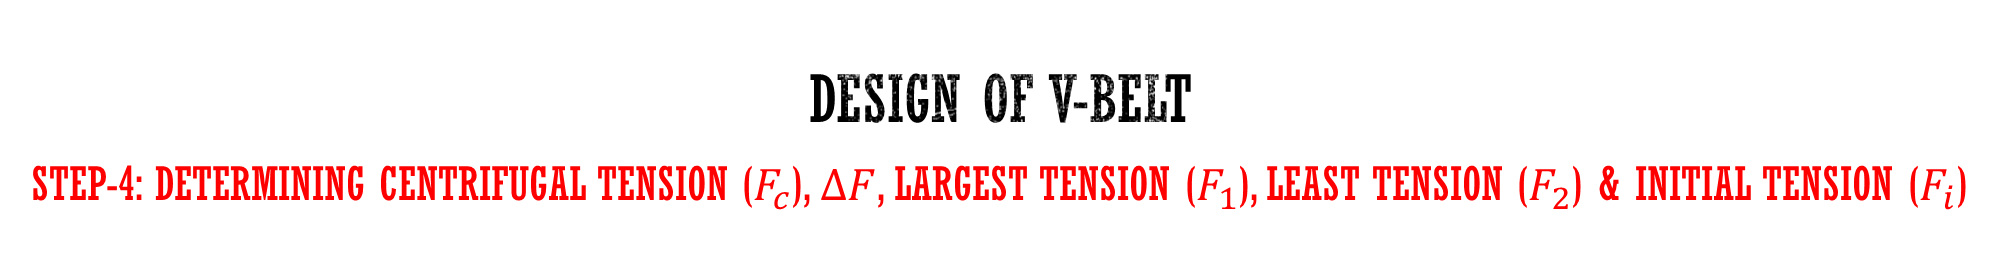 DESIGN OF V-BELT
STEP-4: DETERMINING CENTRIFUGAL TENSION (F_c), ΔF, LARGEST TENSION (F_1), LEAST TENSION (F_2) & INITIAL TENSION (F_i)